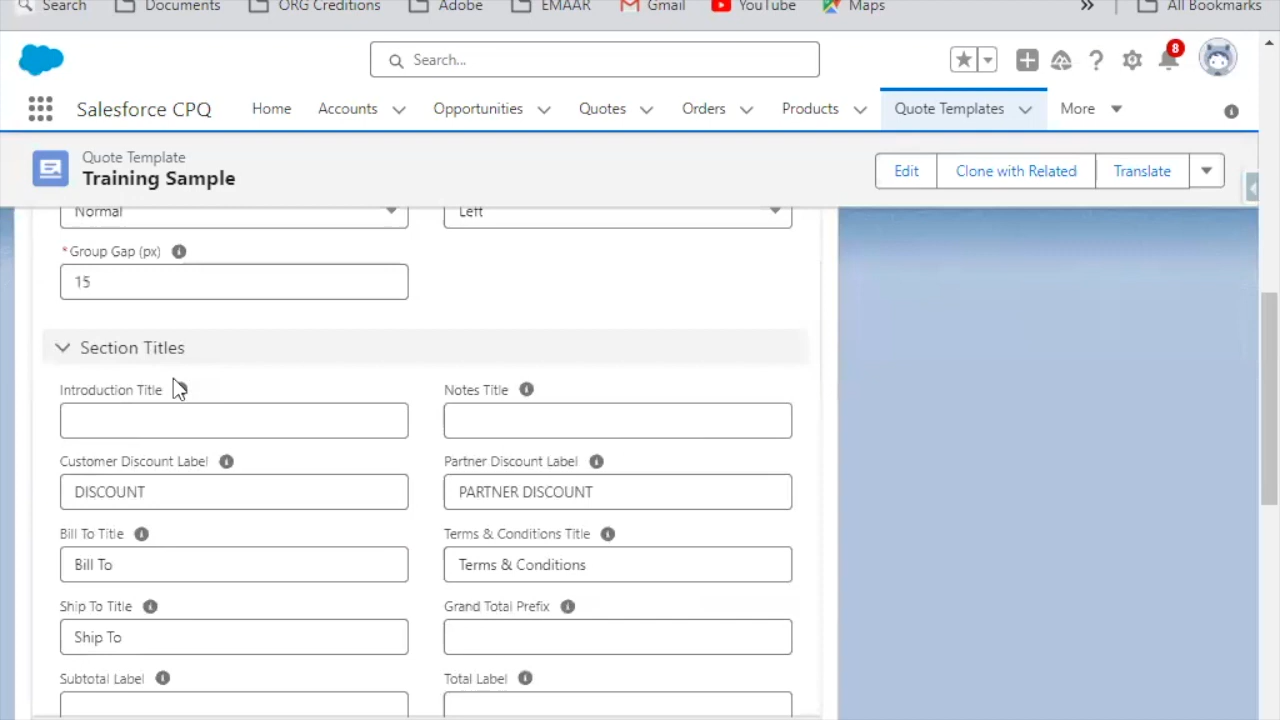 Search Documents ORG Creditions Adobe EMAAR Gmail YouTube Maps » All Bookmarks
Search... 8
Salesforce CPQ Home Accounts Opportunities Quotes Orders Products Quote Templates More
Quote Template
Training Sample Edit Clone with Related Translate
Normal Left
*Group Gap (px)
15
Section Titles
Introduction Title Notes Title
Customer Discount Label Partner Discount Label
DISCOUNT PARTNER DISCOUNT
Bill To Title Terms & Conditions Title
Bill To Terms & Conditions
Ship To Title Grand Total Prefix
Ship To
Subtotal Label Total Label